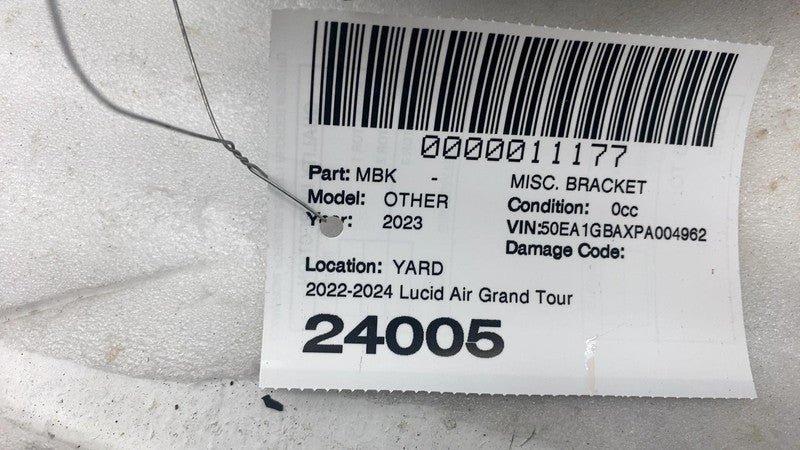 0000011177
Part: MBK - MISC. BRACKET
Model: OTHER Condition: 0cc
Year: 2023 VIN:50EA1GBAXPA004962
Damage Code:
Location: YARD
2022-2024 Lucid Air Grand Tour
24005